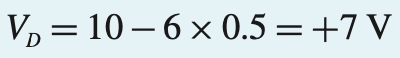 V_D = 10 – 6 × 0.5 = +7 V